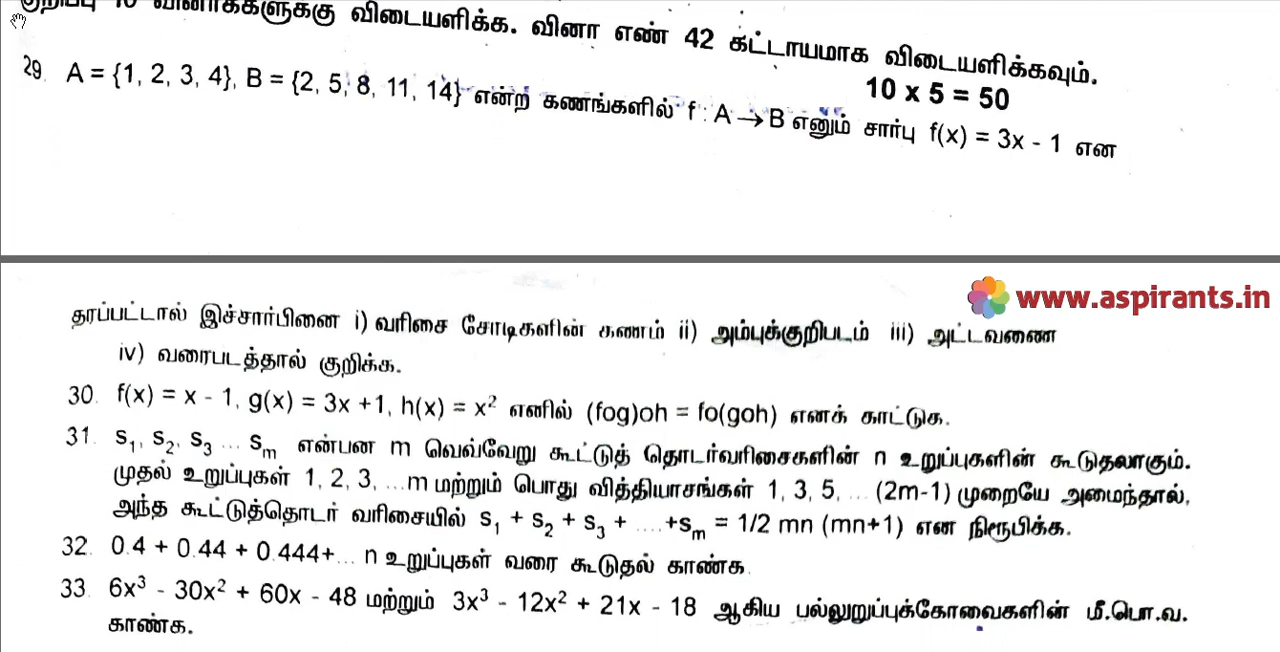 குறிப்பு 10 வினாக்களுக்கு விடையளிக்க. வினா எண் 42 கட்டாயமாக விடையளிக்கவும்.
10 x 5 = 50
29. A = {1, 2, 3, 4}, B = {2, 5, 8, 11, 14} என்ற கணங்களில் f : A → B எனும் சார்பு f(x) = 3x - 1 என
www.aspirants.in
தரப்பட்டால் இச்சார்பினை i) வரிசை சோடிகளின் கணம் ii) அம்புக்குறிபடம் iii) அட்டவணை
iv) வரைபடத்தால் குறிக்க.
30. f(x) = x - 1, g(x) = 3x +1, h(x) = x² எனில் (fog)oh = fo(goh) எனக் காட்டுக.
31. S₁, S₂, S₃ ... Sₘ என்பன m வெவ்வேறு கூட்டுத் தொடர்வரிசைகளின் n உறுப்புகளின் கூடுதலாகும்.
முதல் உறுப்புகள் 1, 2, 3, ...m மற்றும் பொது வித்தியாசங்கள் 1, 3, 5, ... (2m-1) முறையே அமைந்தால்,
அந்த கூட்டுத்தொடர் வரிசையில் S₁ + S₂ + S₃ + ....+Sₘ = 1/2 mn (mn+1) என நிரூபிக்க.
32. 0.4 + 0.44 + 0.444+... n உறுப்புகள் வரை கூடுதல் காண்க.
33. 6x³ - 30x² + 60x - 48 மற்றும் 3x³ - 12x² + 21x - 18 ஆகிய பல்லுறுப்புக்கோவைகளின் மீ.பொ.வ.
காண்க.